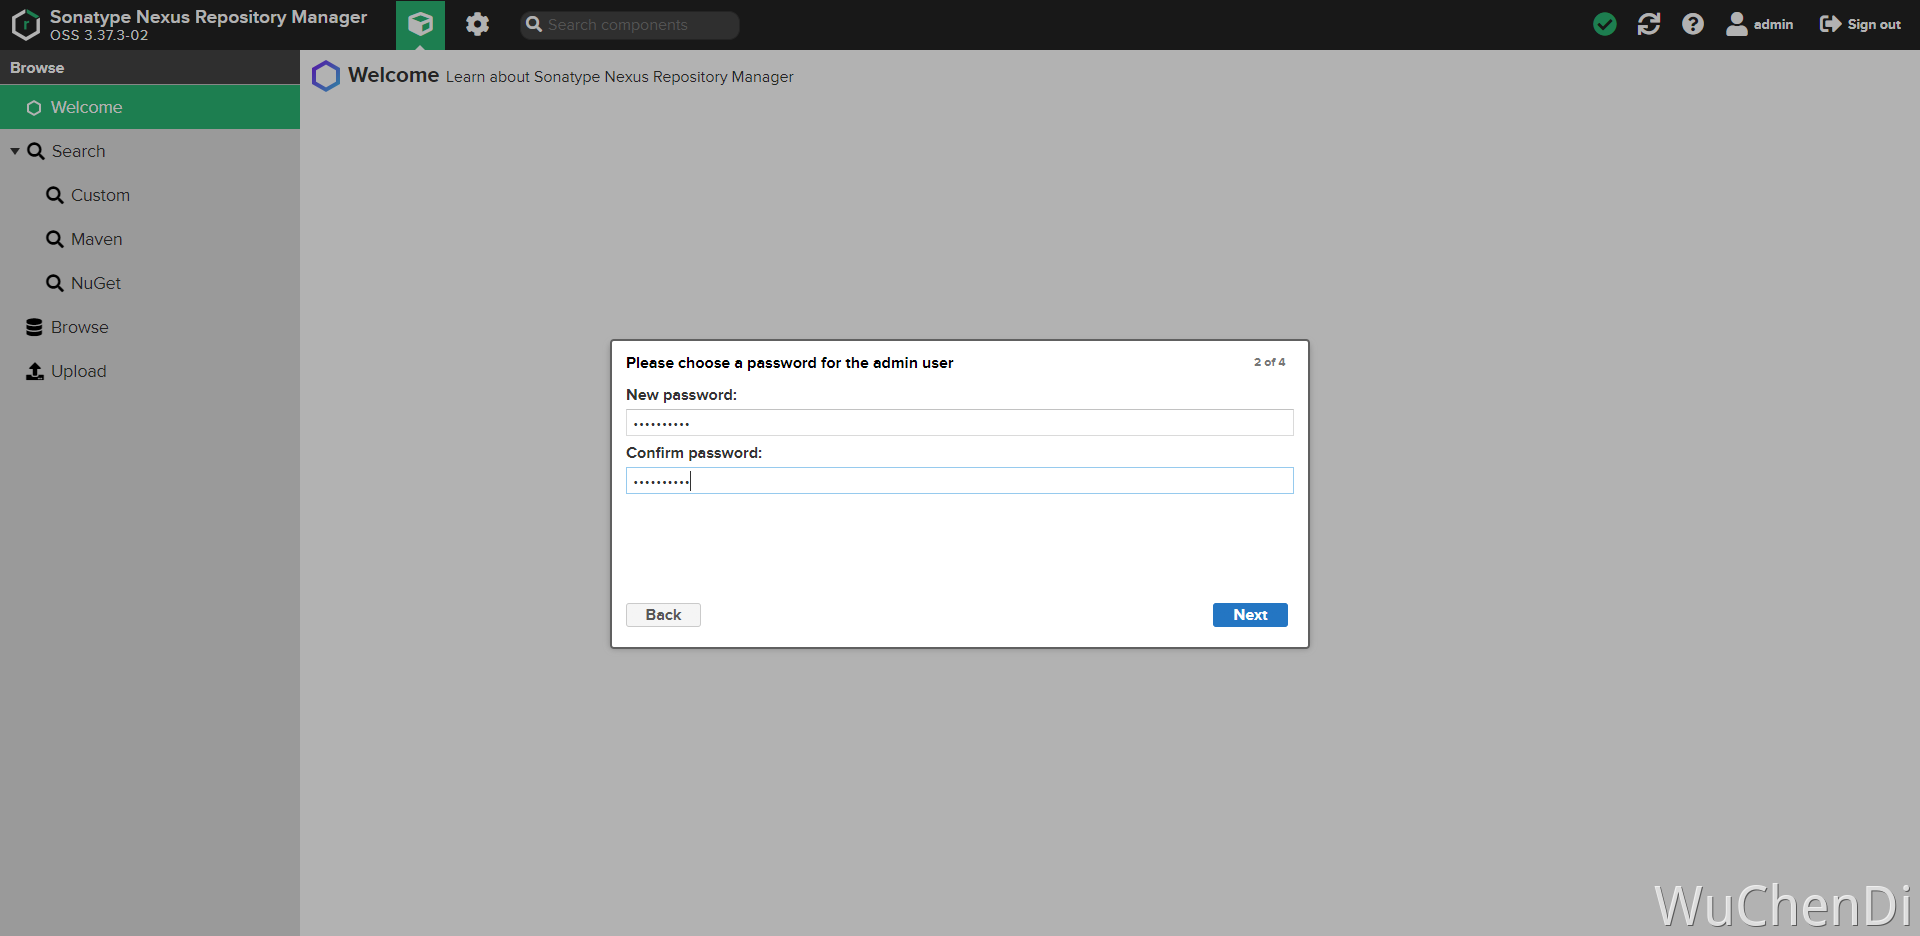 Sonatype Nexus Repository Manager
OSS 3.37.3-02
Search components
admin
Sign out
Browse
Welcome
Search
Custom
Maven
NuGet
Browse
Upload
Welcome Learn about Sonatype Nexus Repository Manager
Please choose a password for the admin user
2 of 4
New password:
••••••••••
Confirm password:
••••••••••
Back
Next
WuChenDi